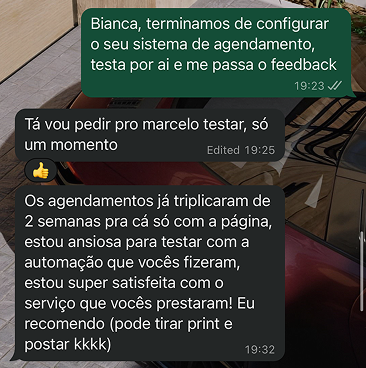 Bianca, terminamos de configurar
o seu sistema de agendamento,
testa por ai e me passa o feedback
19:23
Tá vou pedir pro marcelo testar, só
um momento
Edited 19:25
Os agendamentos já triplicaram de
2 semanas pra cá só com a página,
estou ansiosa para testar com a
automação que vocês fizeram,
estou super satisfeita com o
serviço que vocês prestaram! Eu
recomendo (pode tirar print e
postar kkkk)
19:32